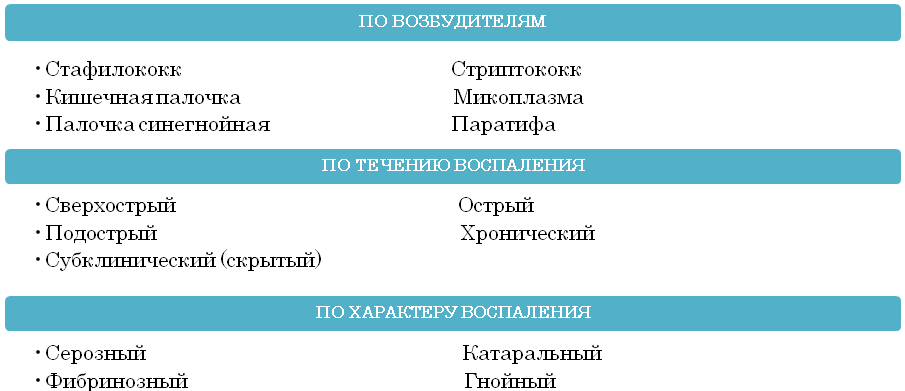 ПО ВОЗБУДИТЕЛЯМ
• Стафилококк Стриптококк
• Кишечная палочка Микоплазма
• Палочка синегнойная Паратифа
ПО ТЕЧЕНИЮ ВОСПАЛЕНИЯ
• Сверхострый Острый
• Подострый Хронический
• Субклинический (скрытый)
ПО ХАРАКТЕРУ ВОСПАЛЕНИЯ
• Серозный Катаральный
• Фибринозный Гнойный